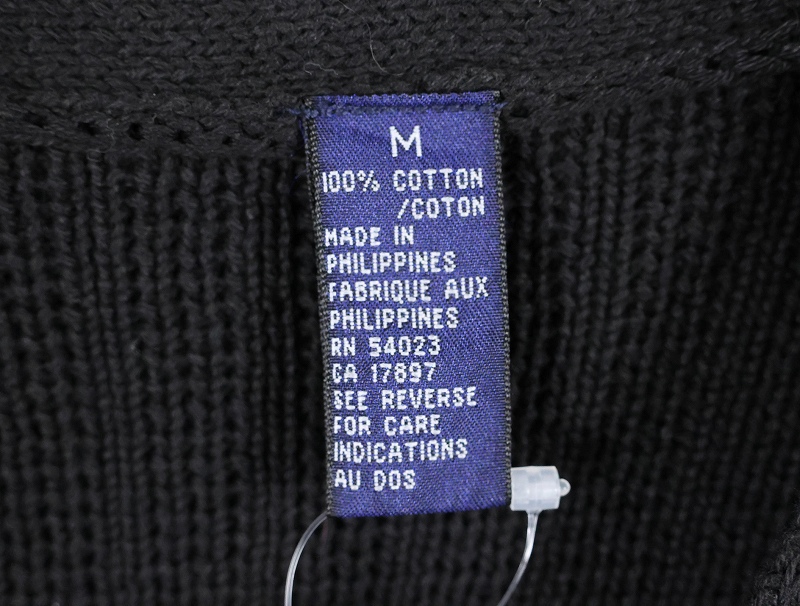 M
100% COTTON
/COTON
MADE IN
PHILIPPINES
FABRIQUE AUX
PHILIPPINES
RN 54023
CA 17897
SEE REVERSE
FOR CARE
INDICATIONS
AU DOS